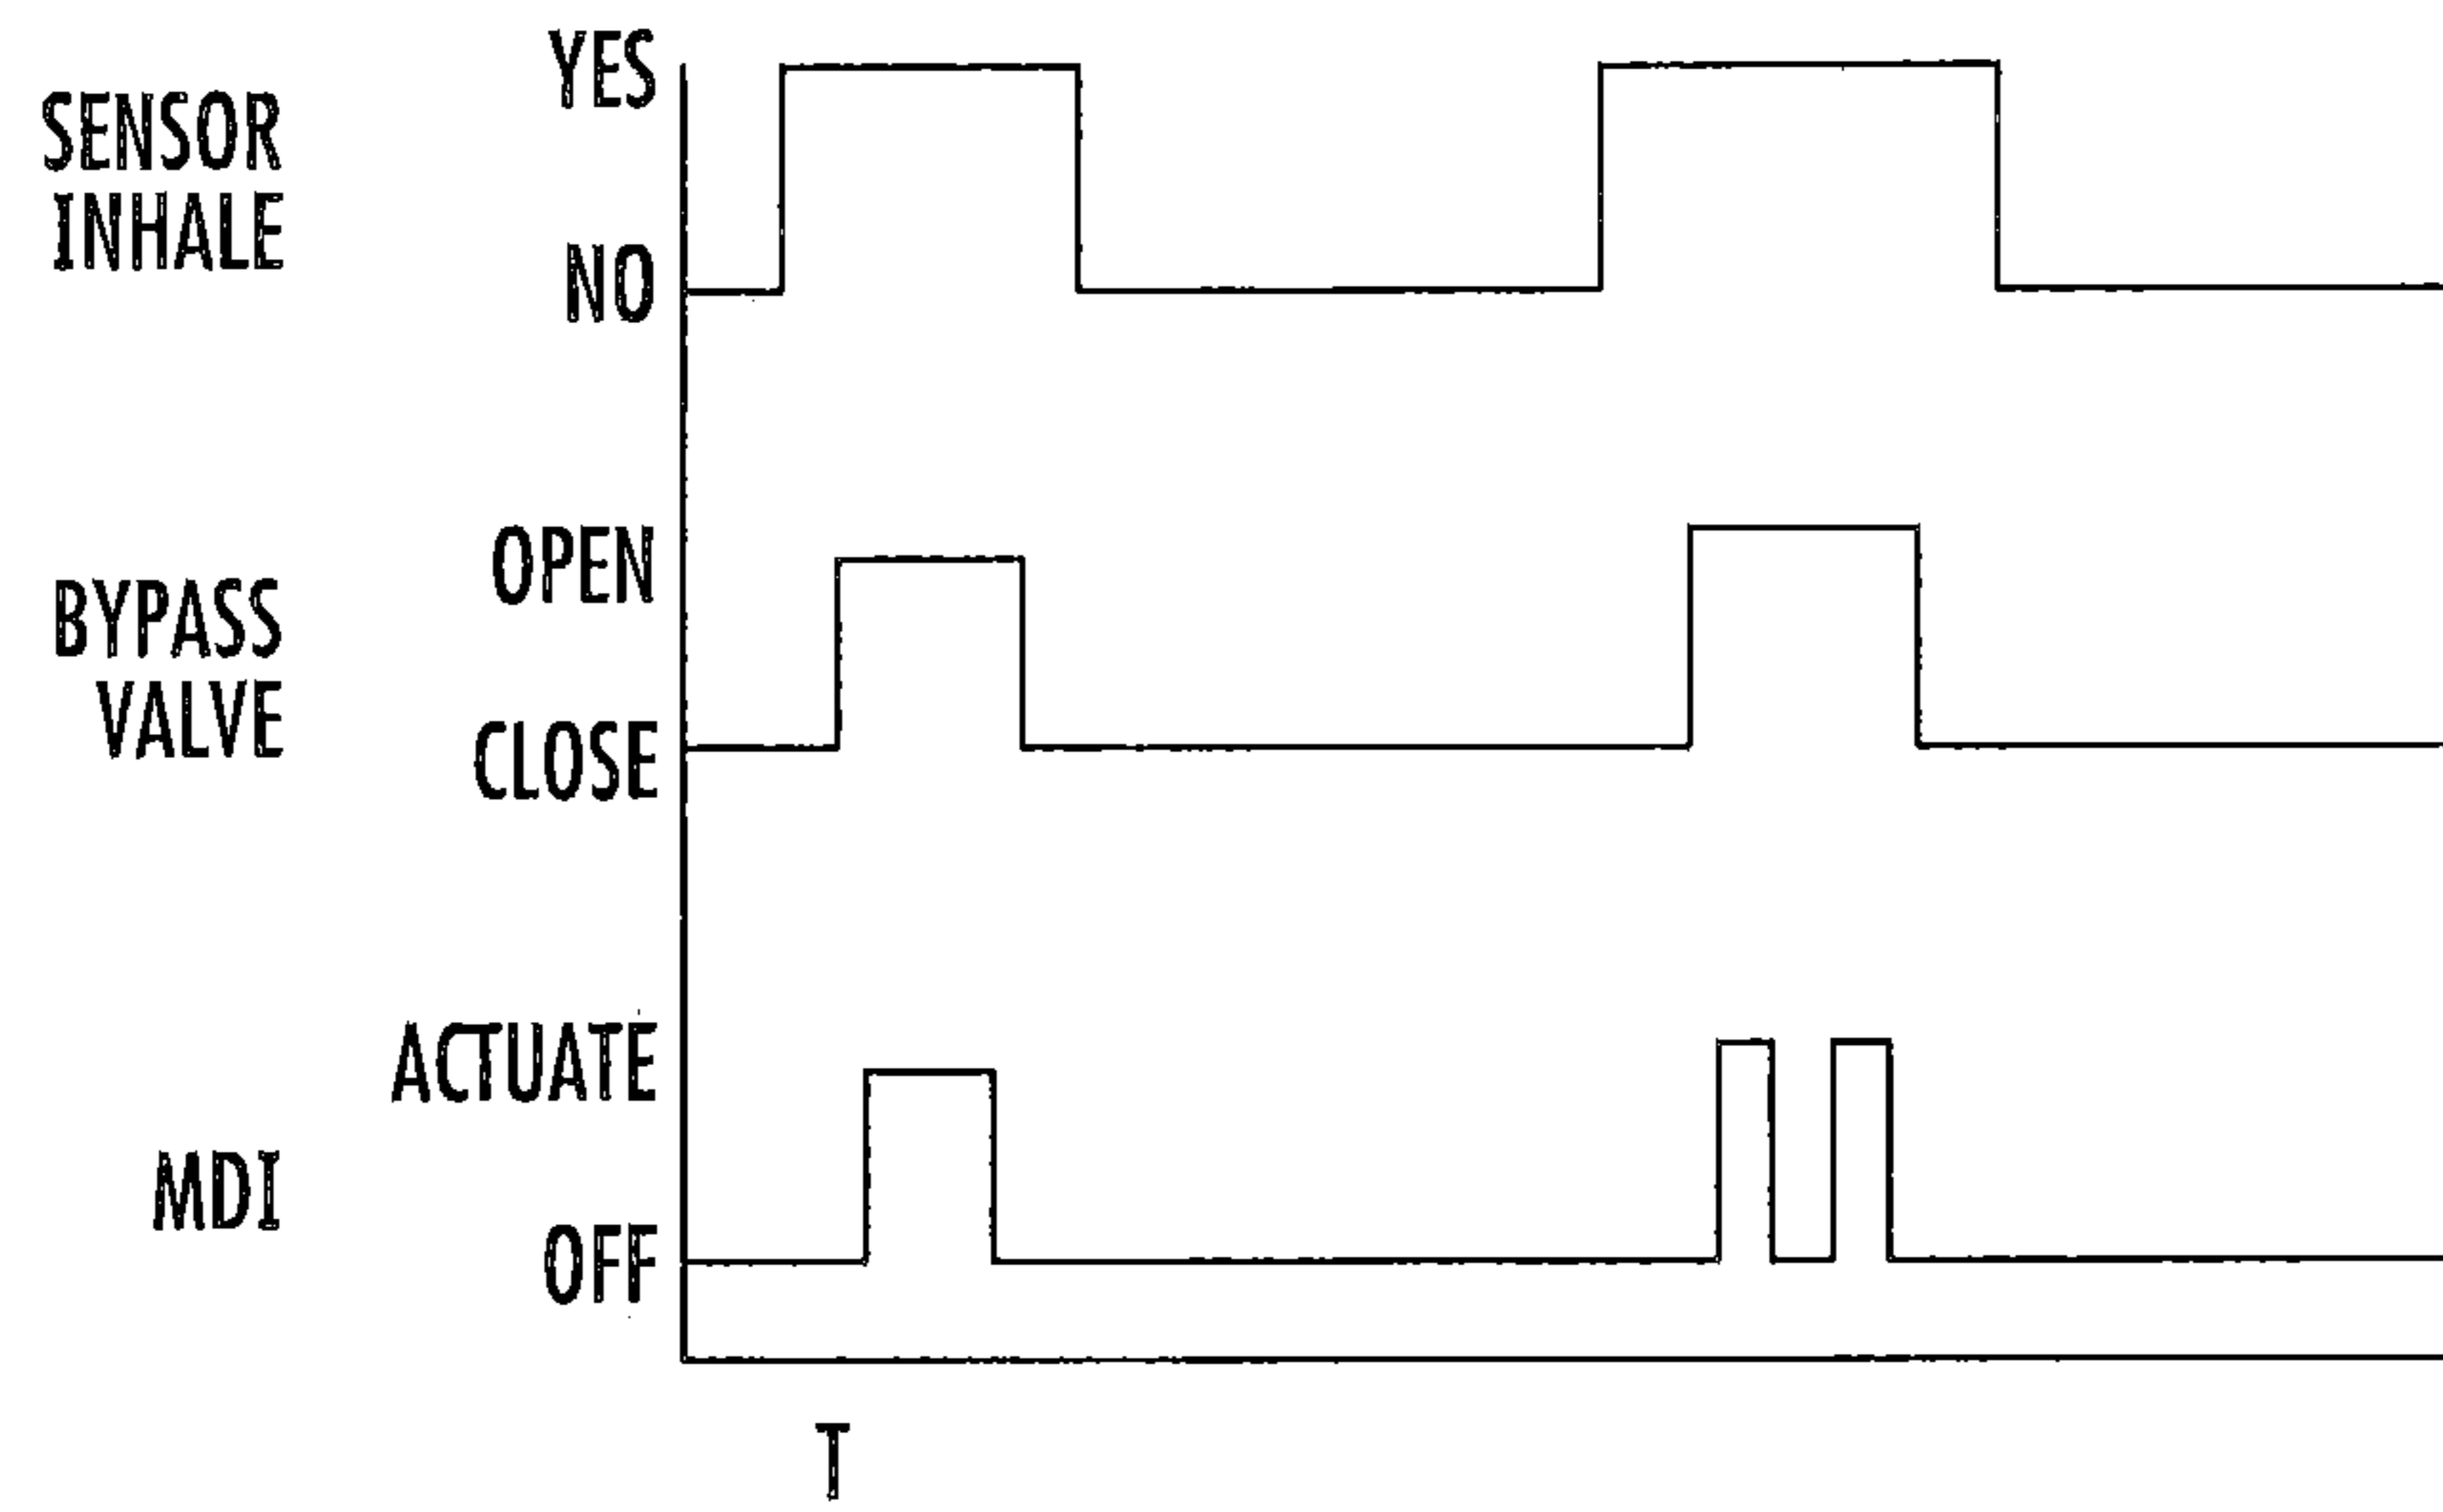 YES
SENSOR
INHALE
NO
OPEN
BYPASS
VALVE
CLOSE
ACTUATE
MDI
OFF
T